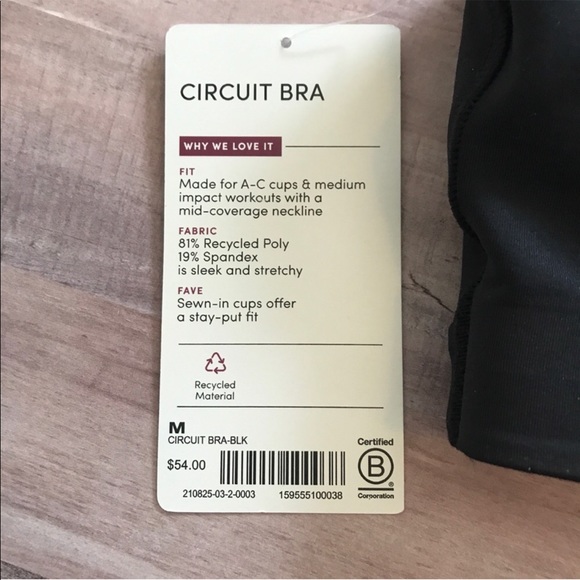 CIRCUIT BRA
WHY WE LOVE IT
FIT
Made for A-C cups & medium
impact workouts with a
mid-coverage neckline
FABRIC
81% Recycled Poly
19% Spandex
is sleek and stretchy
FAVE
Sewn-in cups offer
a stay-put fit
Recycled
Material
M
CIRCUIT BRA-BLK
$54.00
210825-03-2-0003
159555100038
Certified
B
®
Corporation